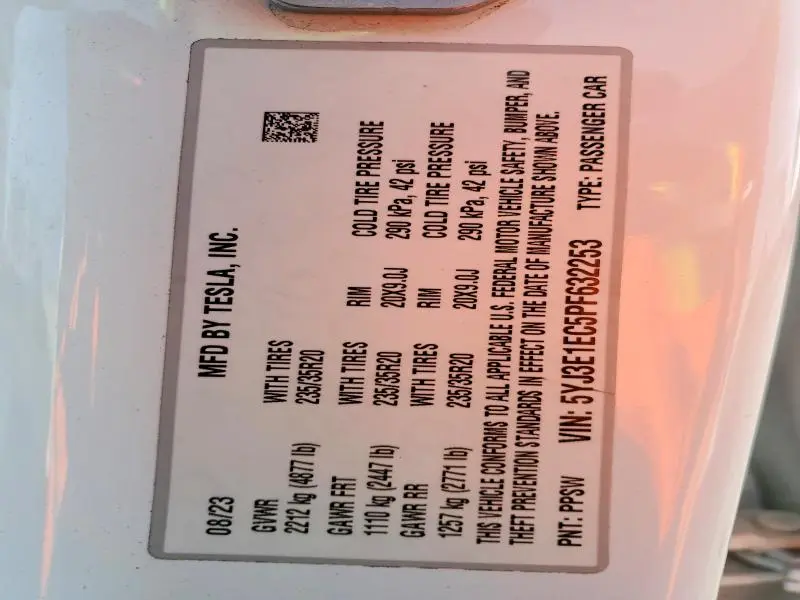 MFD BY TESLA, INC.
08/23
GVWR WITH TIRES
2212 kg (4877 lb) 235/35R20
GAWR FRT WITH TIRES RIM COLD TIRE PRESSURE
1110 kg (2447 lb) 235/35R20 20X9.0J 290 kPa, 42 psi
GAWR RR WITH TIRES RIM COLD TIRE PRESSURE
1257 kg (2771 lb) 235/35R20 20X9.0J 290 kPa, 42 psi
THIS VEHICLE CONFORMS TO ALL APPLICABLE U.S. FEDERAL MOTOR VEHICLE SAFETY, BUMPER, AND
THEFT PREVENTION STANDARDS IN EFFECT ON THE DATE OF MANUFACTURE SHOWN ABOVE.
PNT: PPSW VIN: 5YJ3E1EC5PF632253 TYPE: PASSENGER CAR